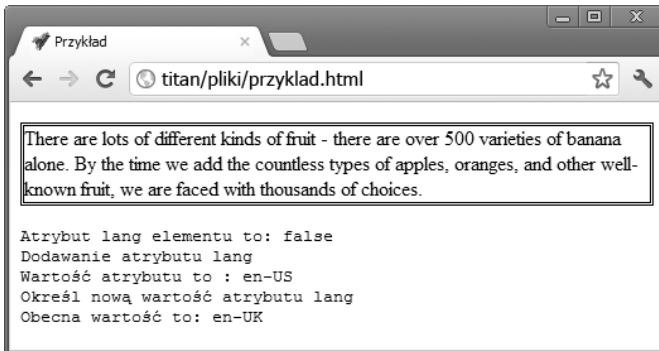 Przykład
titan/pliki/przyklad.html
There are lots of different kinds of fruit - there are over 500 varieties of banana
alone. By the time we add the countless types of apples, oranges, and other well-
known fruit, we are faced with thousands of choices.
Atrybut lang elementu to: false
Dodawanie atrybutu lang
Wartość atrybutu to : en-US
Określ nową wartość atrybutu lang
Obecna wartość to: en-UK